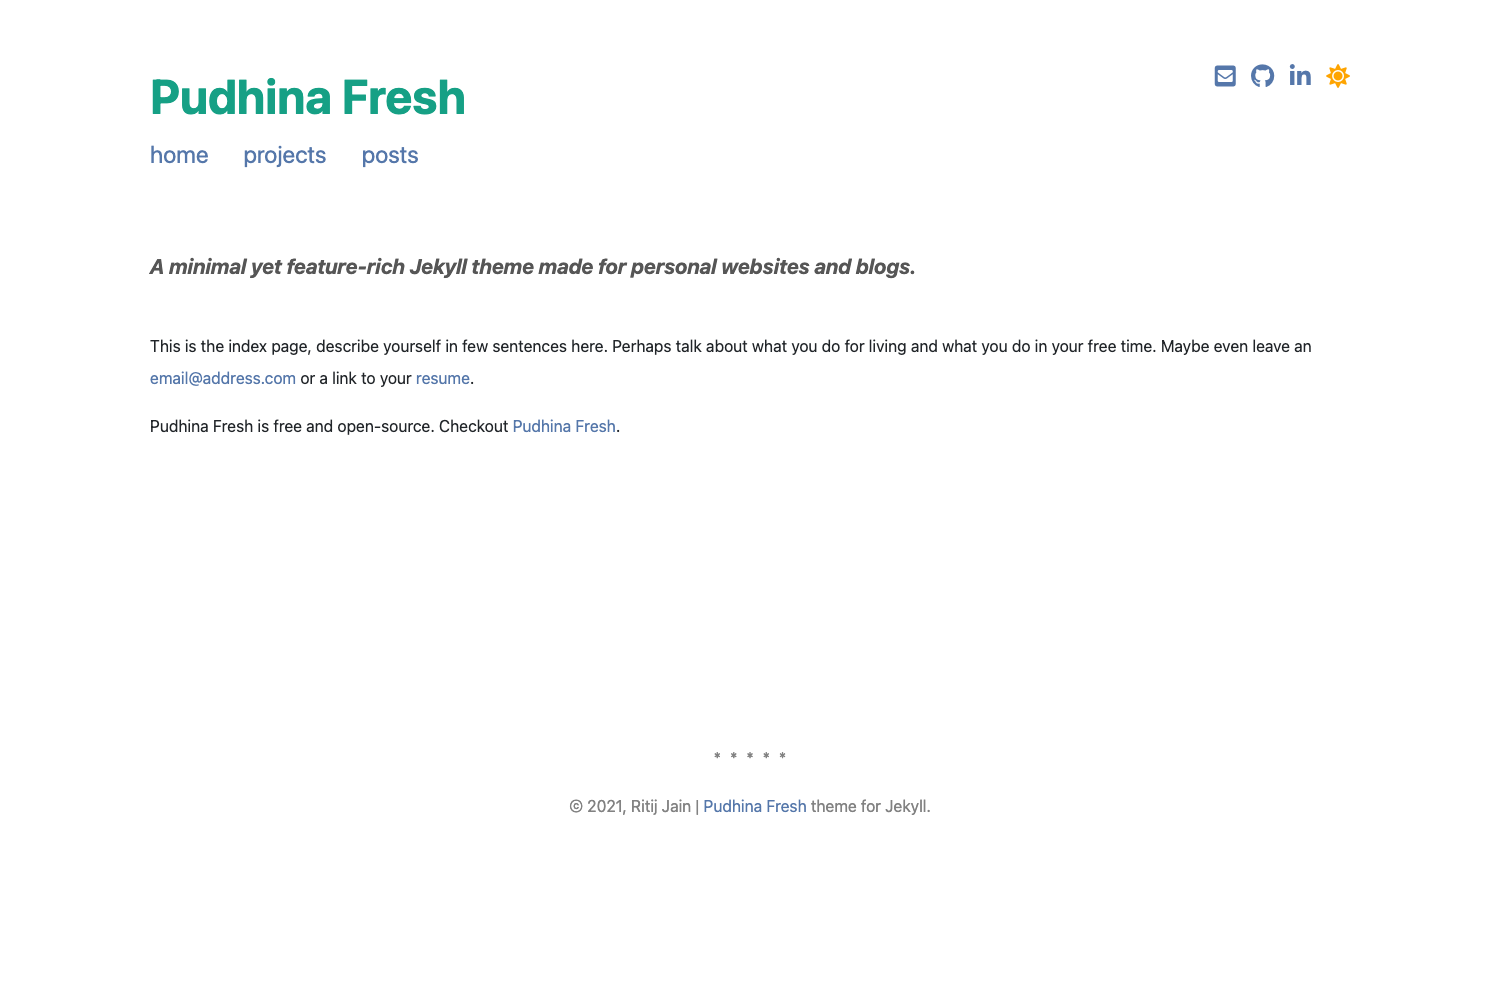 Pudhina Fresh
home projects posts
A minimal yet feature-rich Jekyll theme made for personal websites and blogs.
This is the index page, describe yourself in few sentences here. Perhaps talk about what you do for living and what you do in your free time. Maybe even leave an
email@address.com or a link to your resume.
Pudhina Fresh is free and open-source. Checkout Pudhina Fresh.
* * * * *
© 2021, Ritij Jain | Pudhina Fresh theme for Jekyll.